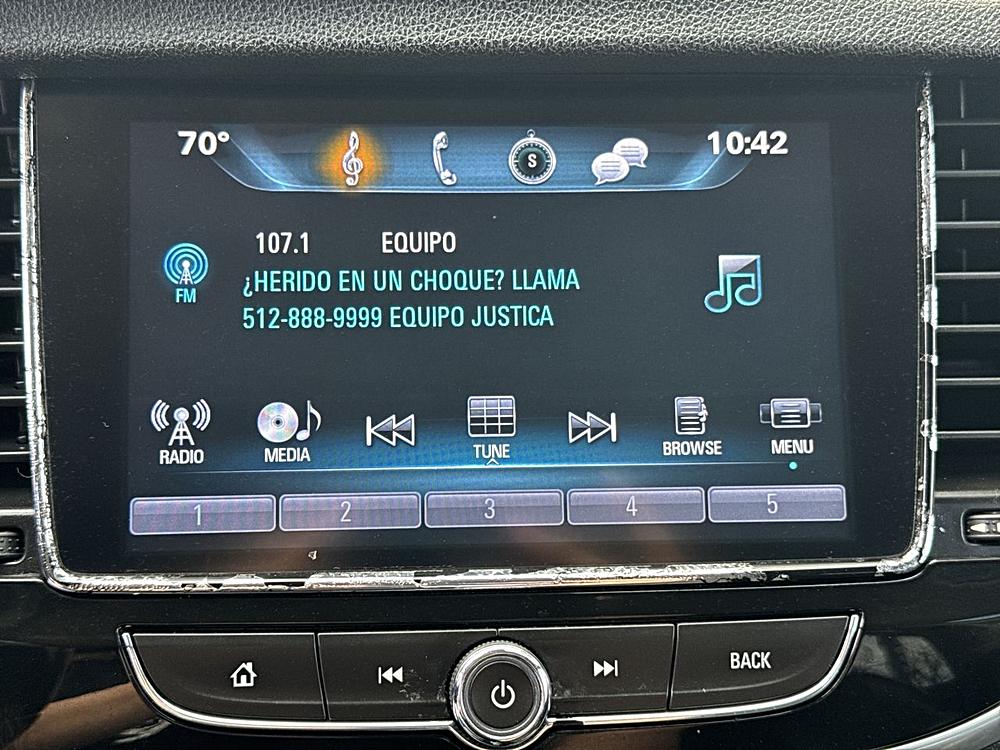 70° S 10:42
107.1 EQUIPO
¿HERIDO EN UN CHOQUE? LLAMA
512-888-9999 EQUIPO JUSTICA
FM
RADIO MEDIA TUNE BROWSE MENU
1 2 3 4 5
BACK